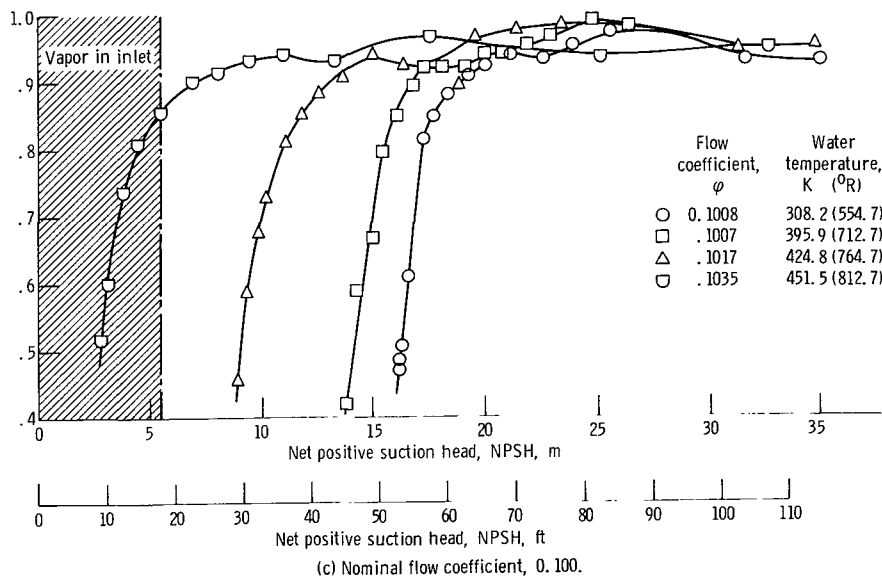 1.0
.9
.8
.7
.6
.5
.4
Vapor in inlet
Flow coefficient, φ
Water temperature, K (°R)
0.1008 308.2 (554.7)
.1007 395.9 (712.7)
.1017 424.8 (764.7)
.1035 451.5 (812.7)
0 5 10 15 20 25 30 35
Net positive suction head, NPSH, m
0 10 20 30 40 50 60 70 80 90 100 110
Net positive suction head, NPSH, ft
(c) Nominal flow coefficient, 0.100.